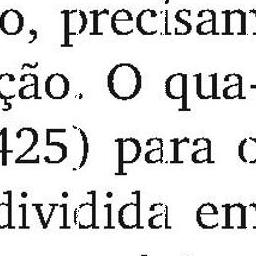 o, precisam
ção. O qua-
425) para o
dividida em